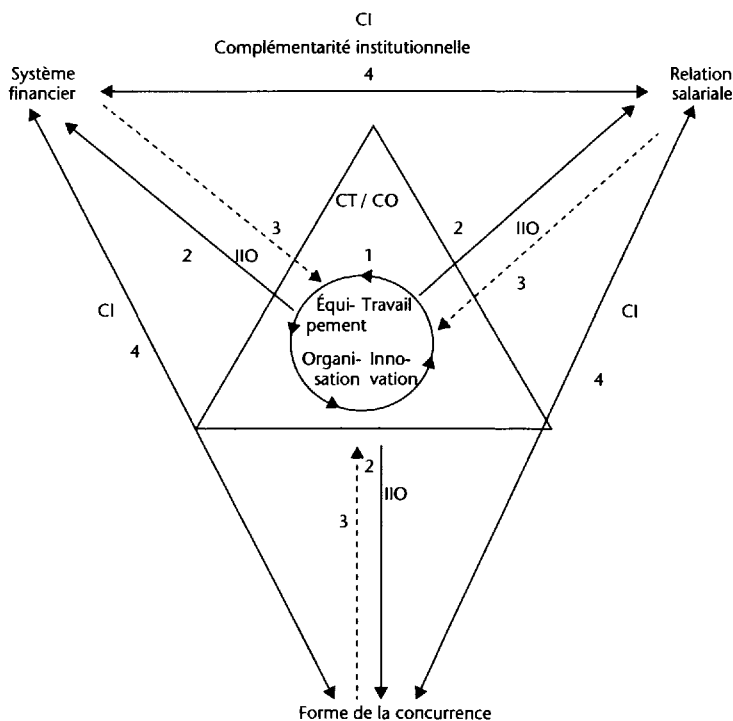 CI
Complémentarité institutionnelle
Système
financier
4
Relation
salariale
CT / CO
3
2
2
IIO
1
IIO
3
CI
Équi- Travail
pement
CI
4
Organi- Inno-
sation vation
4
2
IIO
3
Forme de la concurrence